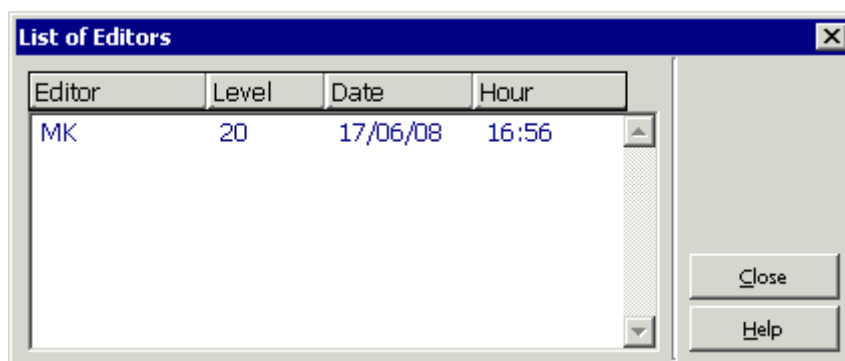 List of Editors
Editor Level Date Hour
MK 20 17/06/08 16:56
Close
Help